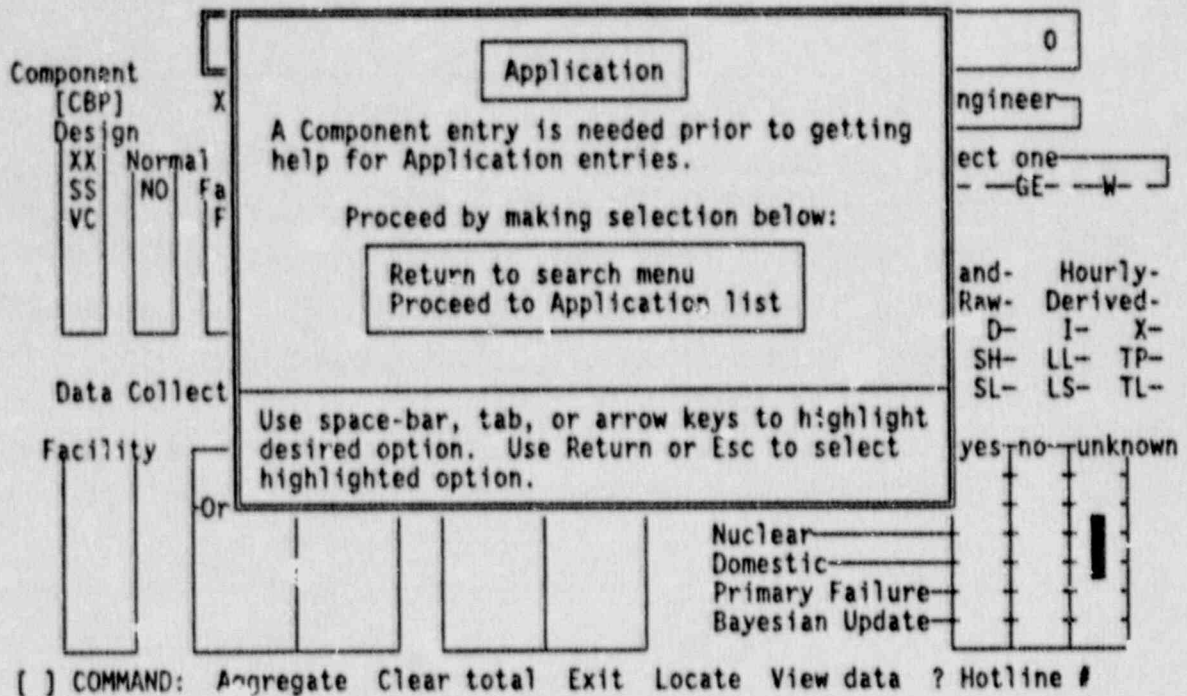 0
Component
Application
[CBP] X
ngineer
Design
A Component entry is needed prior to getting
XX Normal
help for Application entries.
ect one
SS NO Fa
GE- W-
VC F
Proceed by making selection below:
Return to search menu
and- Hourly-
Proceed to Application list
Raw- Derived-
D- I- X-
SH- LL- TP-
Data Collect
SL- LS- TL-
Use space-bar, tab, or arrow keys to highlight
Facility
desired option. Use Return or Esc to select
yes no unknown
highlighted option.
Or
Nuclear
Domestic
Primary Failure
Bayesian Update
[ ] COMMAND: Aggregate Clear total Exit Locate View data ? Hotline #